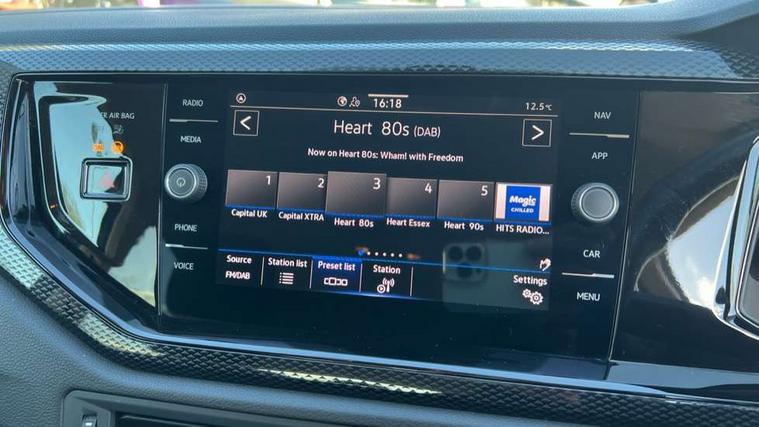 RADIO
MEDIA
PHONE
VOICE
ER AIR BAG
16:18
12.5°C
Heart 80s (DAB)
Now on Heart 80s: Wham! with Freedom
1
2
3
4
5
Magic
CHILLED
Capital UK
Capital XTRA
Heart 80s
Heart Essex
Heart 90s
HITS RADIO...
Source
FM/DAB
Station list
Preset list
Station
Settings
NAV
APP
CAR
MENU